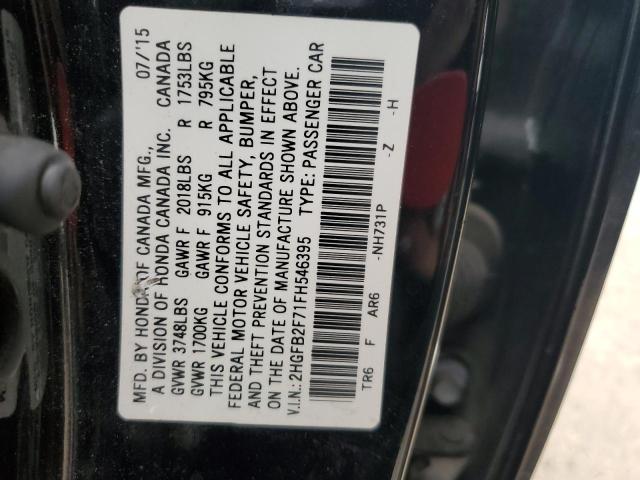 MFD. BY HONDA OF CANADA MFG., 07/'15
A DIVISION OF HONDA CANADA INC. CANADA
GVWR 3748LBS GAWR F 2018LBS R 1753LBS
GVWR 1700KG GAWR F 915KG R 795KG
THIS VEHICLE CONFORMS TO ALL APPLICABLE
FEDERAL MOTOR VEHICLE SAFETY, BUMPER,
AND THEFT PREVENTION STANDARDS IN EFFECT
ON THE DATE OF MANUFACTURE SHOWN ABOVE.
V.I.N.:2HGFB2F71FH546395 TYPE:PASSENGER CAR
TR6 F AR6 -NH731P -Z -H